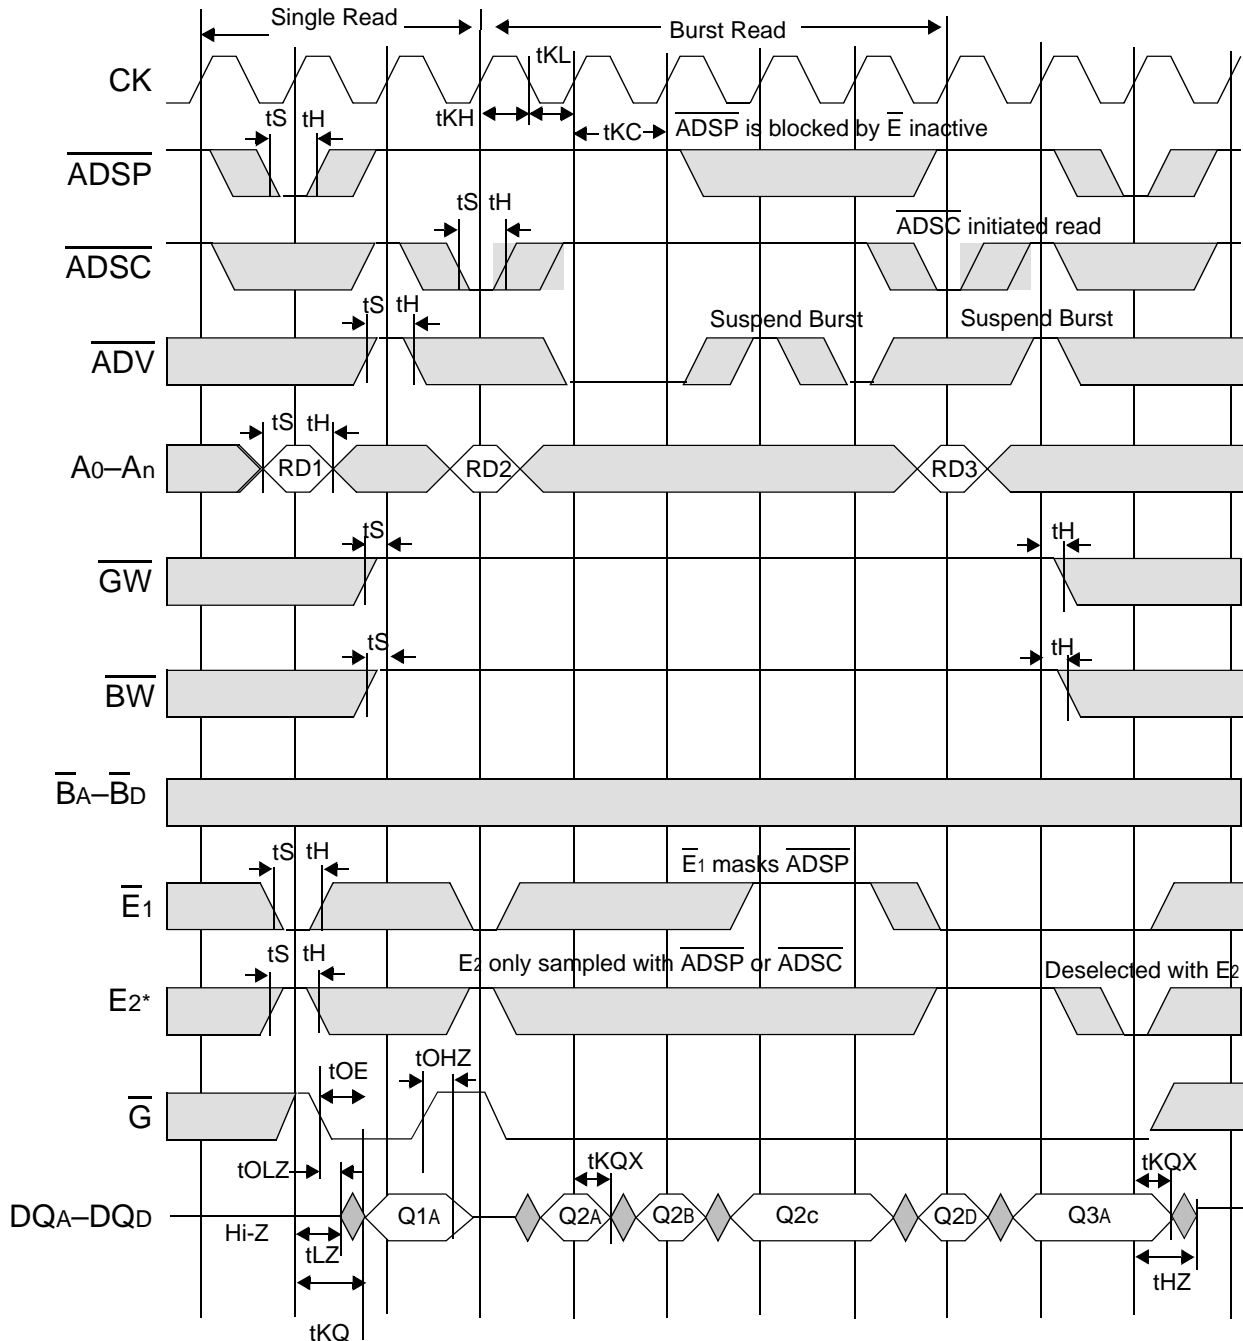 Single Read
Burst Read
CK
tKL
tKH
tKC
tS tH
ADSP is blocked by E inactive
ADSP
tS tH
ADSC initiated read
ADSC
tS tH
Suspend Burst
Suspend Burst
ADV
tS tH
A0–An
RD1
RD2
RD3
tS
tH
GW
tS
tH
BW
BA–BD
tS tH
E1 masks ADSP
E1
tS tH
E2 only sampled with ADSP or ADSC
Deselected with E2
E2*
tOE
tOHZ
G
tOLZ
tKQX
tKQX
DQA–DQD
Q1A
Q2A
Q2B
Q2c
Q2D
Q3A
Hi-Z
tLZ
tHZ
tKQ